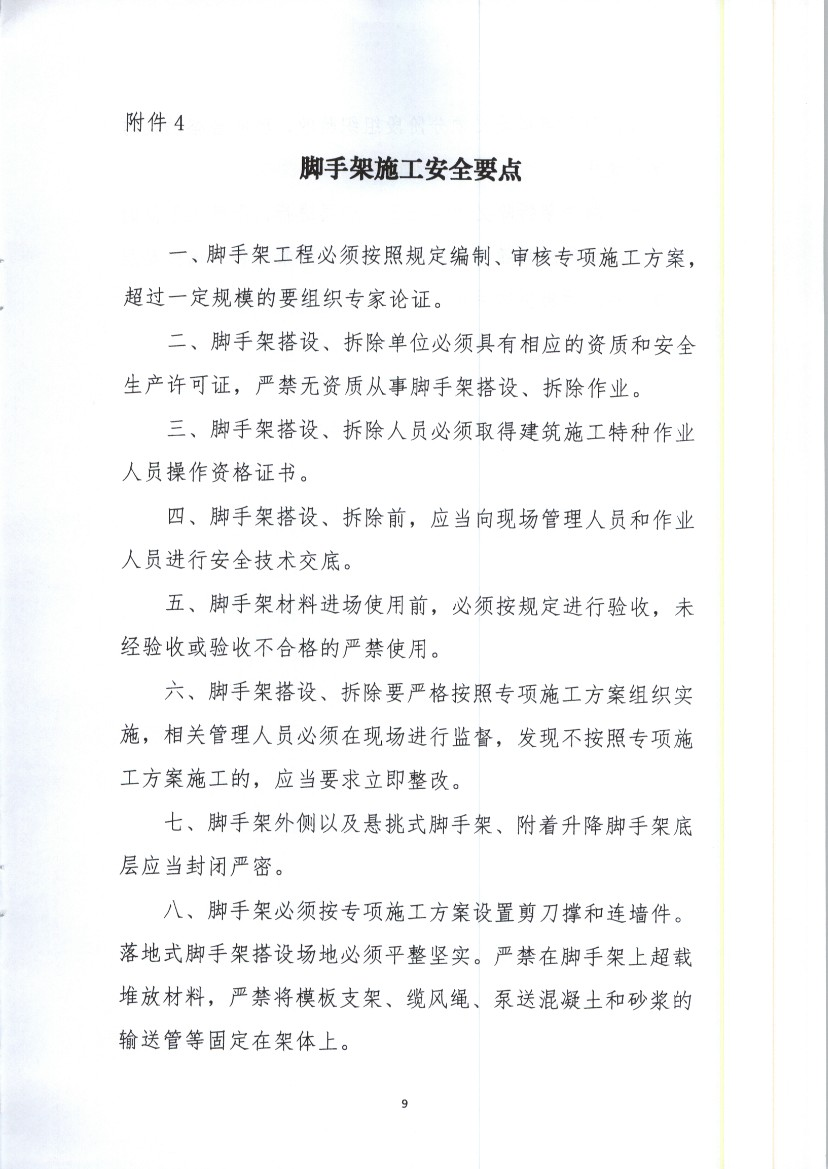 附件 4
脚手架施工安全要点
一、脚手架工程必须按照规定编制、审核专项施工方案，
超过一定规模的要组织专家论证。
二、脚手架搭设、拆除单位必须具有相应的资质和安全
生产许可证，严禁无资质从事脚手架搭设、拆除作业。
三、脚手架搭设、拆除人员必须取得建筑施工特种作业
人员操作资格证书。
四、脚手架搭设、拆除前，应当向现场管理人员和作业
人员进行安全技术交底。
五、脚手架材料进场使用前，必须按规定进行验收，未
经验收或验收不合格的严禁使用。
六、脚手架搭设、拆除要严格按照专项施工方案组织实
施，相关管理人员必须在现场进行监督，发现不按照专项施
工方案施工的，应当要求立即整改。
七、脚手架外侧以及悬挑式脚手架、附着升降脚手架底
层应当封闭严密。
八、脚手架必须按专项施工方案设置剪刀撑和连墙件。
落地式脚手架搭设场地必须平整坚实。严禁在脚手架上超载
堆放材料，严禁将模板支架、缆风绳、泵送混凝土和砂浆的
输送管等固定在架体上。
9